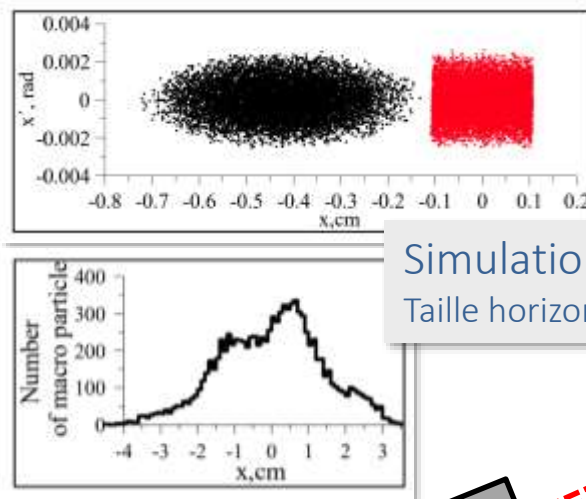 0.004
0.002
0
-0.002
-0.004
x', rad
-0.8 -0.7 -0.6 -0.5 -0.4 -0.3 -0.2 -0.1 0 0.1 0.2
x,cm
Simulatio
Taille horizon
400
300
200
100
0
Number
of macro particle
-4 -3 -2 -1 0 1 2 3
x,cm